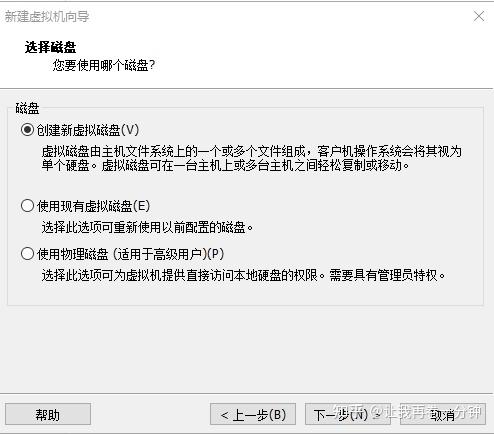 新建虚拟机向导
选择磁盘
您要使用哪个磁盘?
磁盘
创建新虚拟磁盘(V)
虚拟磁盘由主机文件系统上的一个或多个文件组成，客户机操作系统会将其视为
单个硬盘。虚拟磁盘可在一台主机上或多台主机之间轻松复制或移动。
使用现有虚拟磁盘(E)
选择此选项可重新使用以前配置的磁盘。
使用物理磁盘 (适用于高级用户)(P)
选择此选项可为虚拟机提供直接访问本地硬盘的权限。需要具有管理员特权。
帮助
< 上一步(B)
下一步(N) >
取消
知乎 @让我再卷一分钟